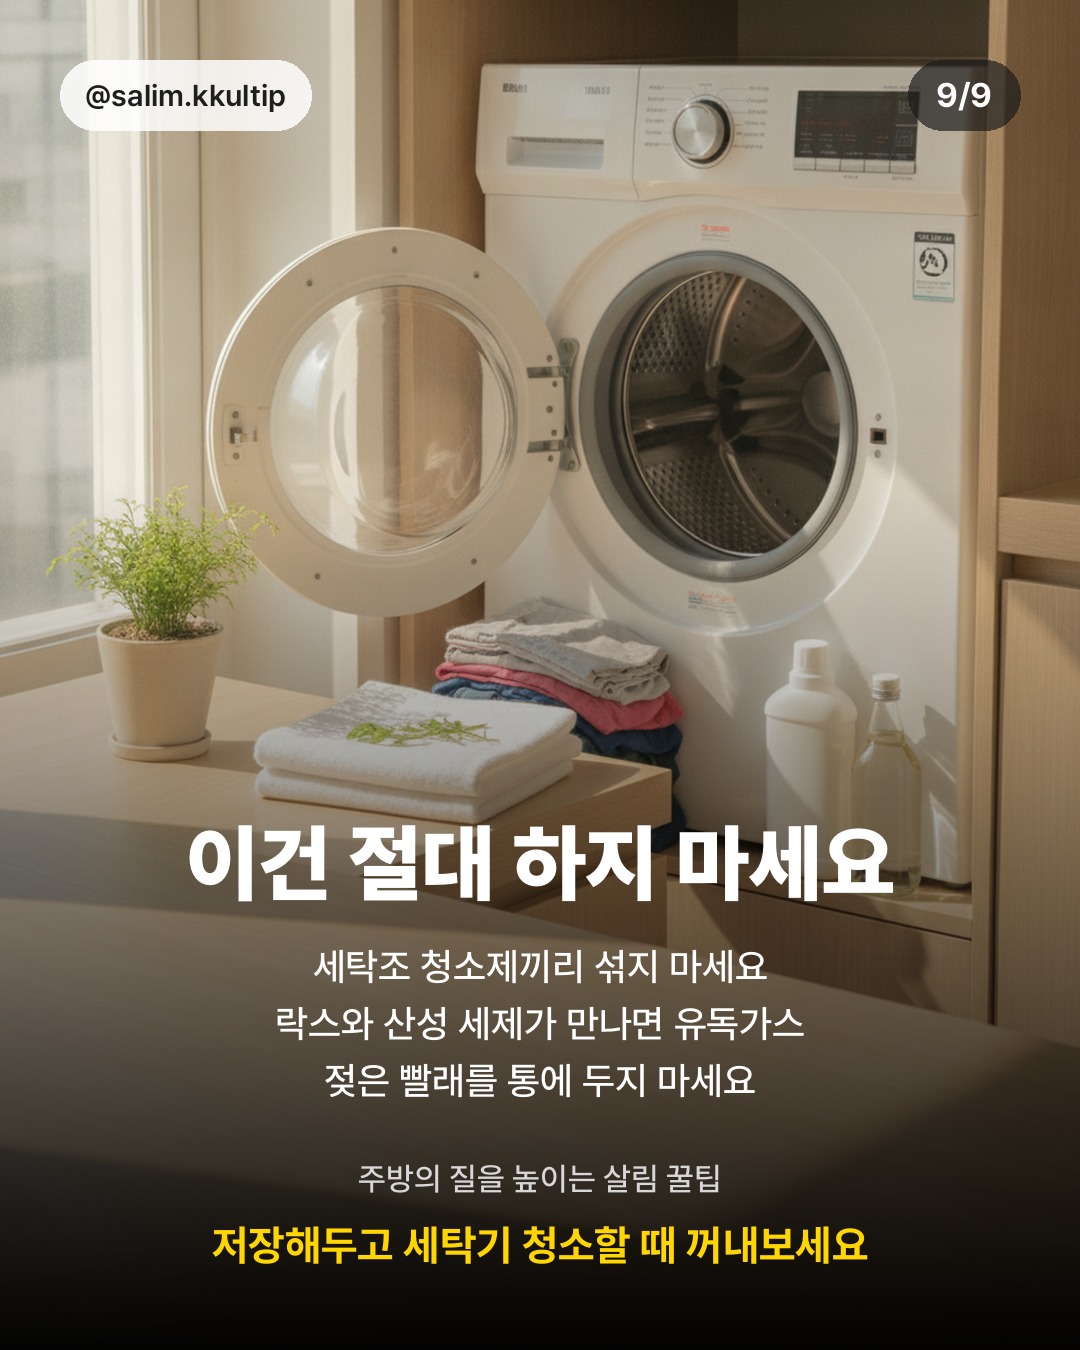 @salim.kkultip
9/9
이건 절대 하지 마세요
세탁조 청소제끼리 섞지 마세요
락스와 산성 세제가 만나면 유독가스
젖은 빨래를 통에 두지 마세요
주방의 질을 높이는 살림 꿀팁
저장해두고 세탁기 청소할 때 꺼내보세요